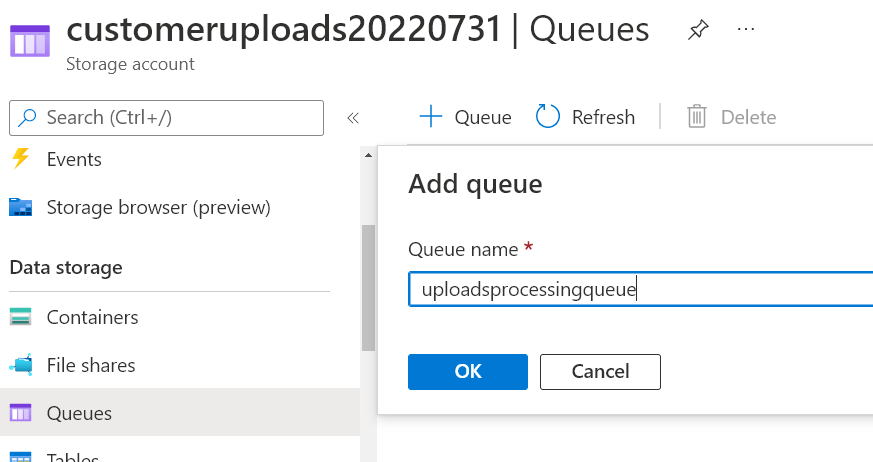 customeruploads20220731 | Queues
Storage account
Search (Ctrl+/)
Queue
Refresh
Delete
Events
Storage browser (preview)
Data storage
Containers
File shares
Queues
Tables
Add queue
Queue name *
uploadsprocessingqueue
OK
Cancel